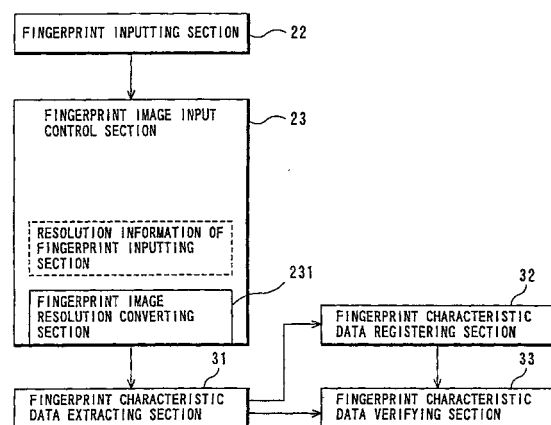 FINGERPRINT INPUTTING SECTION
22
FINGERPRINT IMAGE INPUT
CONTROL SECTION
23
RESOLUTION INFORMATION OF
FINGERPRINT INPUTTING
SECTION
FINGERPRINT IMAGE
RESOLUTION CONVERTING
SECTION
231
32
FINGERPRINT CHARACTERISTIC
DATA REGISTERING SECTION
31
FINGERPRINT CHARACTERISTIC
DATA EXTRACTING SECTION
33
FINGERPRINT CHARACTERISTIC
DATA VERIFYING SECTION